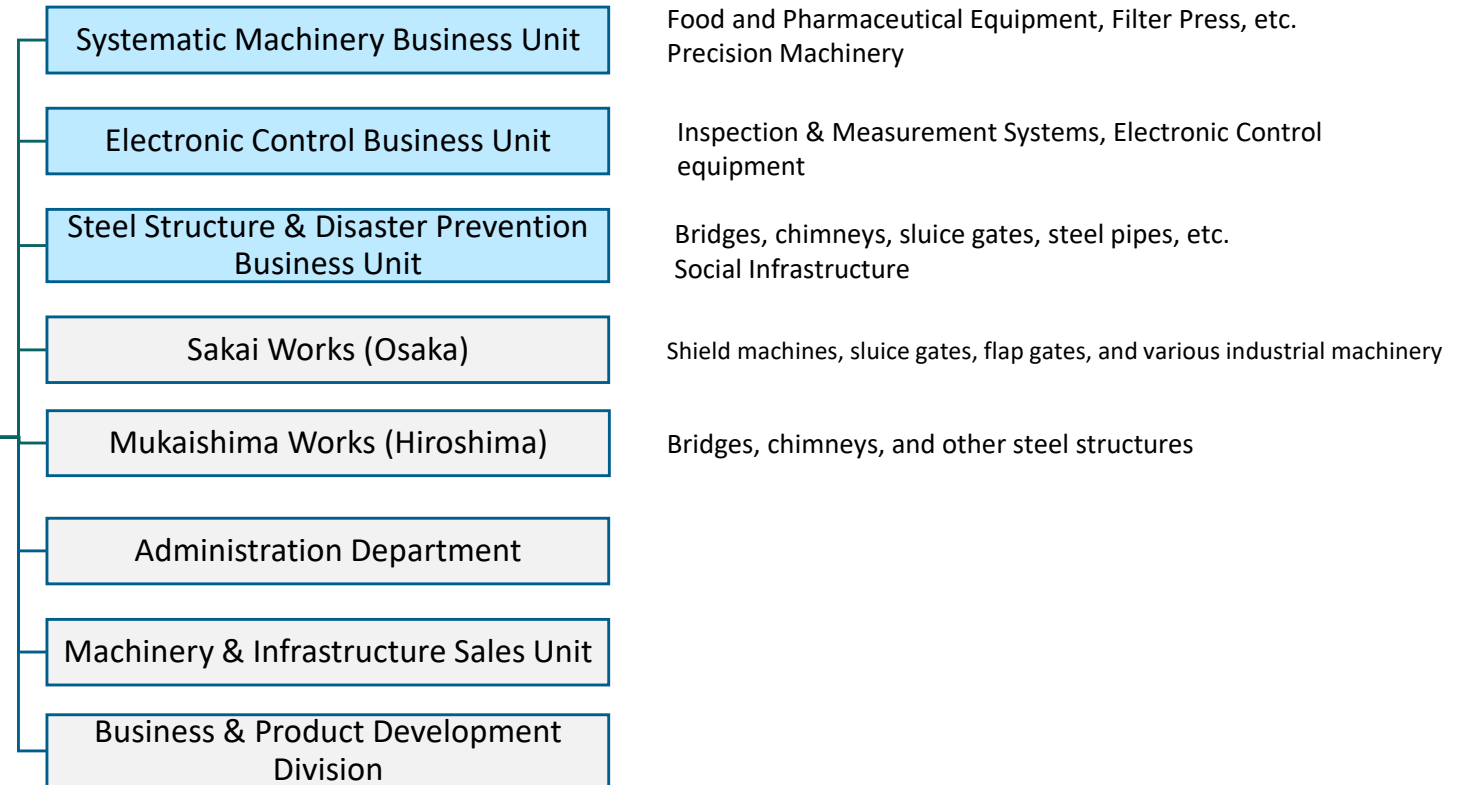 Systematic Machinery Business Unit
Food and Pharmaceutical Equipment, Filter Press, etc.
Precision Machinery
Electronic Control Business Unit
Inspection & Measurement Systems, Electronic Control
equipment
Steel Structure & Disaster Prevention
Business Unit
Bridges, chimneys, sluice gates, steel pipes, etc.
Social Infrastructure
Sakai Works (Osaka)
Shield machines, sluice gates, flap gates, and various industrial machinery
Mukaishima Works (Hiroshima)
Bridges, chimneys, and other steel structures
Administration Department
Machinery & Infrastructure Sales Unit
Business & Product Development
Division